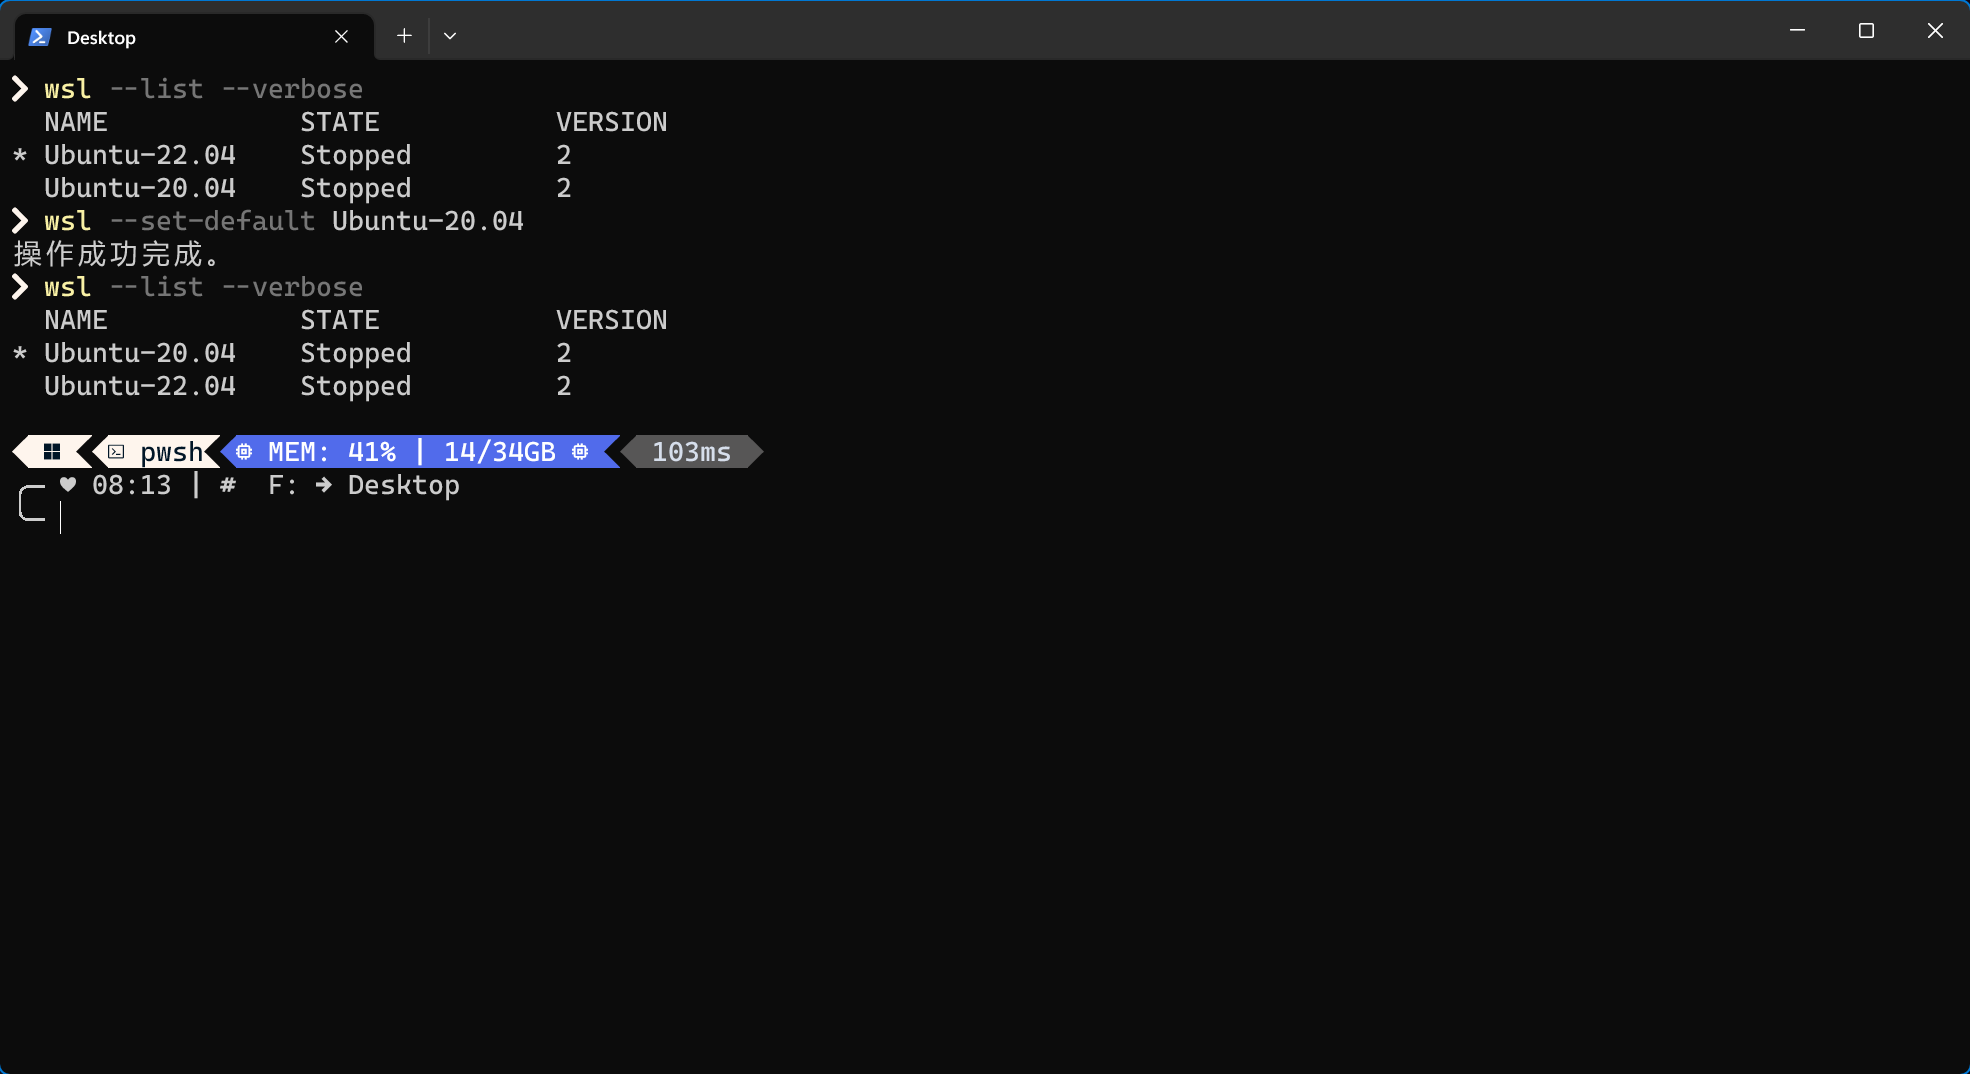 Desktop
❯ wsl --list --verbose
NAME STATE VERSION
* Ubuntu-22.04 Stopped 2
Ubuntu-20.04 Stopped 2
❯ wsl --set-default Ubuntu-20.04
操作成功完成。
❯ wsl --list --verbose
NAME STATE VERSION
* Ubuntu-20.04 Stopped 2
Ubuntu-22.04 Stopped 2
pwsh MEM: 41% | 14/34GB 103ms
♥ 08:13 | # F: → Desktop